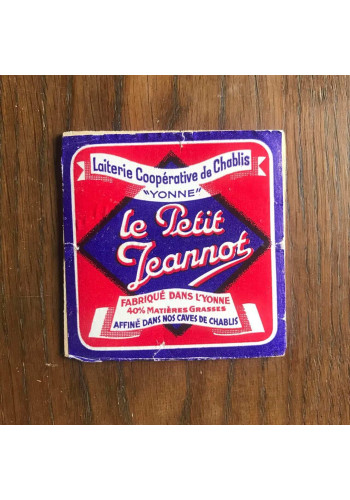 Laiterie Coopérative de Chablis
"YONNE"
le Petit
Jeannot
FABRIQUÉ DANS L'YONNE
40% MATIÈRES GRASSES
AFFINÉ DANS NOS CAVES DE CHABLIS